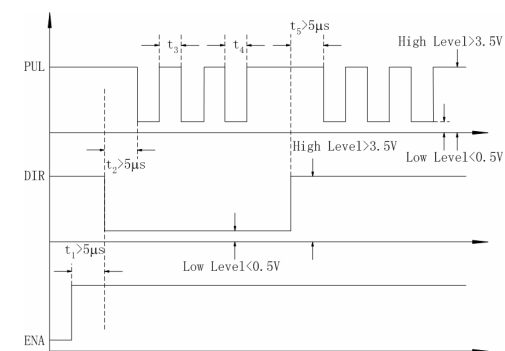 t5>5μs
t3
t4
High Level>3.5V
PUL
High Level>3.5V
Low Level<0.5V
t2>5μs
DIR
t1>5μs
Low Level<0.5V
ENA